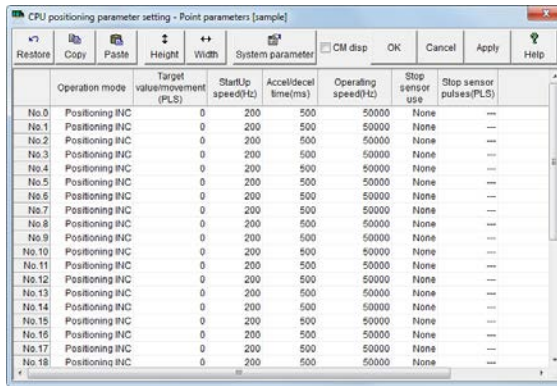 CPU positioning parameter setting - Point parameters [sample]
Restore Copy Paste Height Width System parameter CM disp OK Cancel Apply Help
Operation mode Target value/movement (PLS) StartUp speed(Hz) Accel/decel time(ms) Operating speed(Hz) Stop sensor use Stop sensor pulses(PLS)
No.0 Positioning INC 0 200 500 50000 None ---
No.1 Positioning INC 0 200 500 50000 None ---
No.2 Positioning INC 0 200 500 50000 None ---
No.3 Positioning INC 0 200 500 50000 None ---
No.4 Positioning INC 0 200 500 50000 None ---
No.5 Positioning INC 0 200 500 50000 None ---
No.6 Positioning INC 0 200 500 50000 None ---
No.7 Positioning INC 0 200 500 50000 None ---
No.8 Positioning INC 0 200 500 50000 None ---
No.9 Positioning INC 0 200 500 50000 None ---
No.10 Positioning INC 0 200 500 50000 None ---
No.11 Positioning INC 0 200 500 50000 None ---
No.12 Positioning INC 0 200 500 50000 None ---
No.13 Positioning INC 0 200 500 50000 None ---
No.14 Positioning INC 0 200 500 50000 None ---
No.15 Positioning INC 0 200 500 50000 None ---
No.16 Positioning INC 0 200 500 50000 None ---
No.17 Positioning INC 0 200 500 50000 None ---
No.18 Positioning INC 0 200 500 50000 None ---